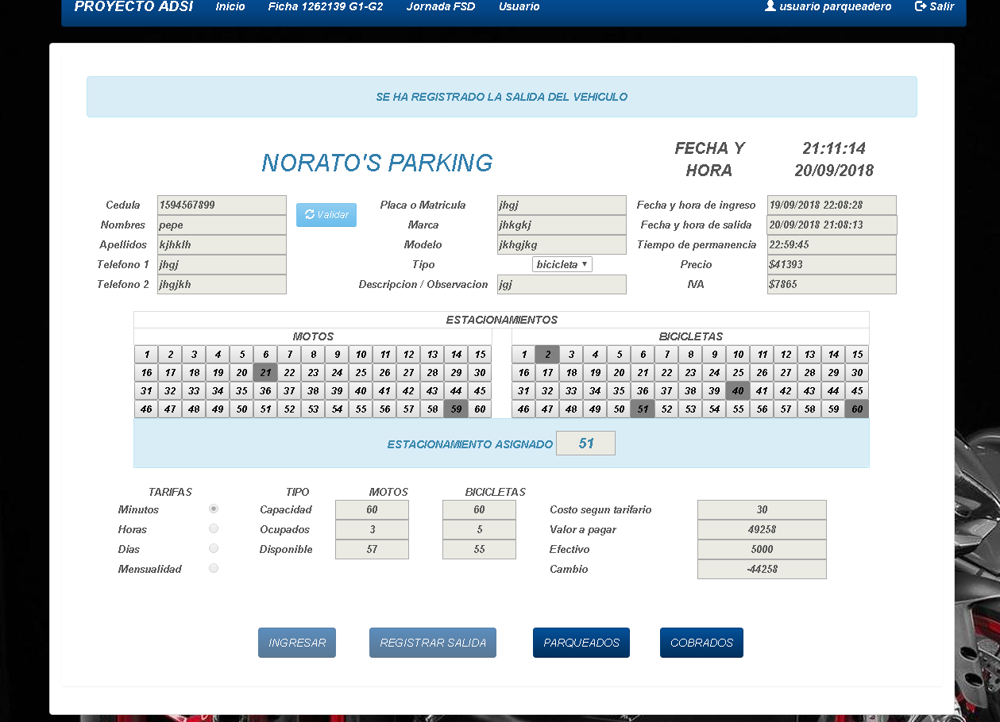 PROYECTO ADSI Inicio Ficha 1262139 G1-G2 Jornada FSD Usuario usuario parqueadero Salir
SE HA REGISTRADO LA SALIDA DEL VEHICULO
NORATO'S PARKING
FECHA Y HORA
21:11:14
20/09/2018
Cedula 1594567899 Validar Placa o Matricula jhgj Fecha y hora de ingreso 19/09/2018 22:08:28
Nombres pepe Marca jhkgkj Fecha y hora de salida 20/09/2018 21:08:13
Apellidos kjhklh Modelo jkhgjkg Tiempo de permanencia 22:59:45
Telefono 1 jhgj Tipo bicicleta Precio $41393
Telefono 2 jhgjkh Descripcion / Observacion jgj IVA $7865
ESTACIONAMIENTOS
MOTOS BICICLETAS
1 2 3 4 5 6 7 8 9 10 11 12 13 14 15 1 2 3 4 5 6 7 8 9 10 11 12 13 14 15
16 17 18 19 20 21 22 23 24 25 26 27 28 29 30 16 17 18 19 20 21 22 23 24 25 26 27 28 29 30
31 32 33 34 35 36 37 38 39 40 41 42 43 44 45 31 32 33 34 35 36 37 38 39 40 41 42 43 44 45
46 47 48 49 50 51 52 53 54 55 56 57 58 59 60 46 47 48 49 50 51 52 53 54 55 56 57 58 59 60
ESTACIONAMIENTO ASIGNADO 51
TARIFAS TIPO MOTOS BICICLETAS
Minutos Capacidad 60 60 Costo segun tarifario 30
Horas Ocupados 3 5 Valor a pagar 49258
Dias Disponible 57 55 Efectivo 5000
Mensualidad Cambio -44258
INGRESAR REGISTRAR SALIDA PARQUEADOS COBRADOS